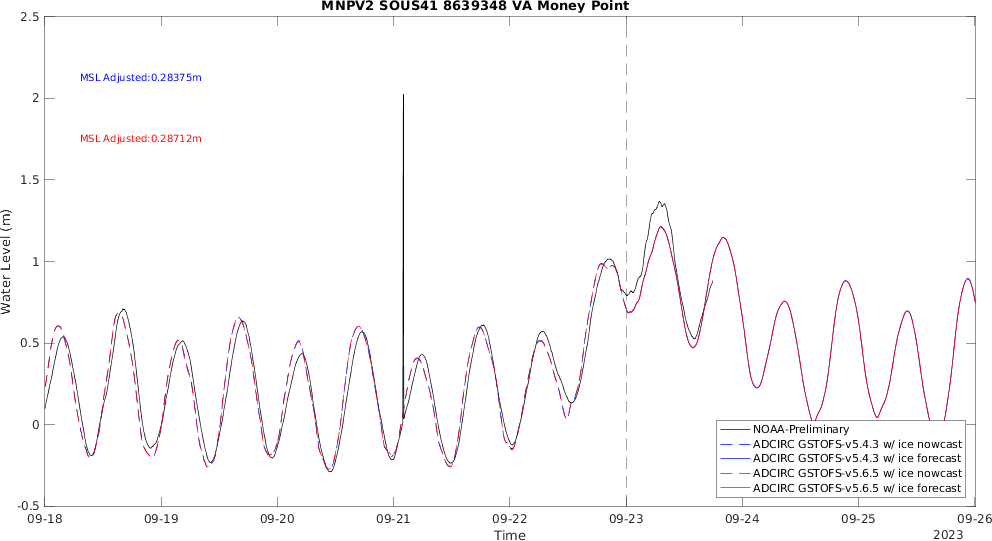 MNPV2 SOUS41 8639348 VA Money Point
2.5
MSL Adjusted:0.28375m
2
MSL Adjusted:0.28712m
1.5
Water Level (m)
1
0.5
0
NOAA-Preliminary
ADCIRC GSTOFS-v5.4.3 w/ ice nowcast
ADCIRC GSTOFS-v5.4.3 w/ ice forecast
ADCIRC GSTOFS-v5.6.5 w/ ice nowcast
ADCIRC GSTOFS-v5.6.5 w/ ice forecast
-0.5
09-18 09-19 09-20 09-21 09-22 09-23 09-24 09-25 09-26
Time
2023